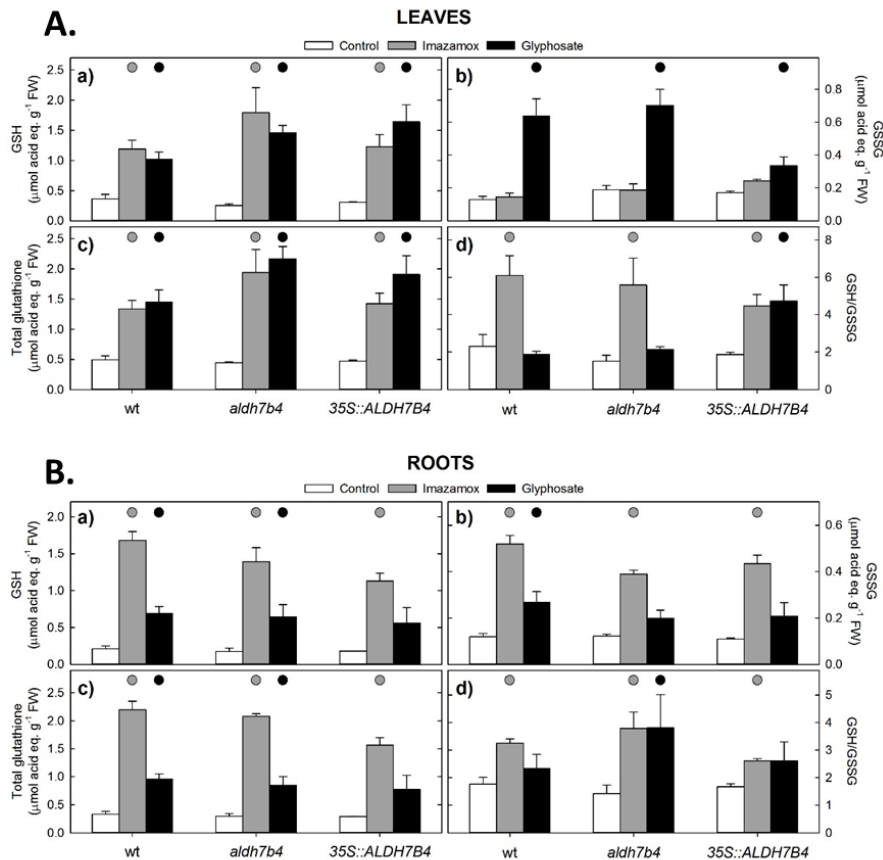 A.
LEAVES
Control Imazamox Glyphosate
a)
GSH
(µmol acid eq. g-1 FW)
2.5
2.0
1.5
1.0
0.5
0.0
b)
GSSG
(µmol acid eq. g-1 FW)
0.8
0.6
0.4
0.2
0.0
c)
Total glutathione
(µmol acid eq. g-1 FW)
2.5
2.0
1.5
1.0
0.5
0.0
wt aldh7b4 35S::ALDH7B4
d)
GSH/GSSG
8
6
4
2
0
wt aldh7b4 35S::ALDH7B4
B.
ROOTS
Control Imazamox Glyphosate
a)
GSH
(µmol acid eq. g-1 FW)
2.0
1.5
1.0
0.5
0.0
b)
GSSG
(µmol acid eq. g-1 FW)
0.6
0.4
0.2
0.0
c)
Total glutathione
(µmol acid eq. g-1 FW)
2.5
2.0
1.5
1.0
0.5
0.0
wt aldh7b4 35S::ALDH7B4
d)
GSH/GSSG
5
4
3
2
1
0
wt aldh7b4 35S::ALDH7B4